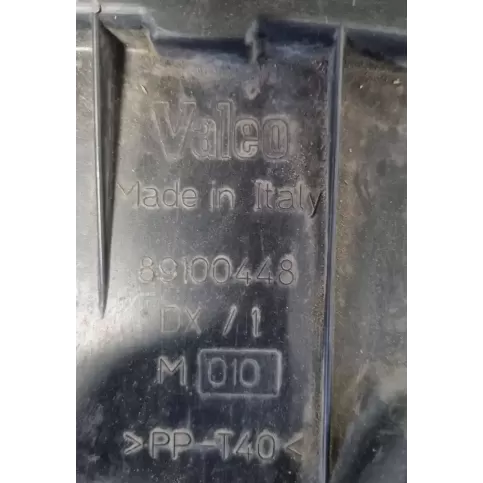 Valeo
Made in Italy
89100448
DX / 1
M 010
>PP-T40<